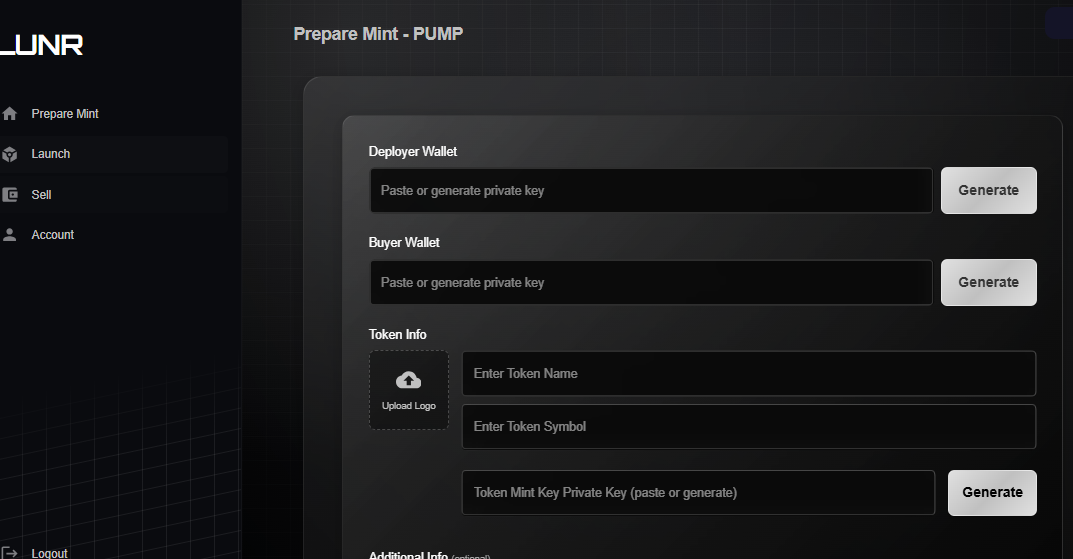 LUNR
Prepare Mint
Launch
Sell
Account
Logout
Prepare Mint - PUMP
Deployer Wallet
Paste or generate private key
Generate
Buyer Wallet
Paste or generate private key
Generate
Token Info
Upload Logo
Enter Token Name
Enter Token Symbol
Token Mint Key Private Key (paste or generate)
Generate
Additional Info (optional)